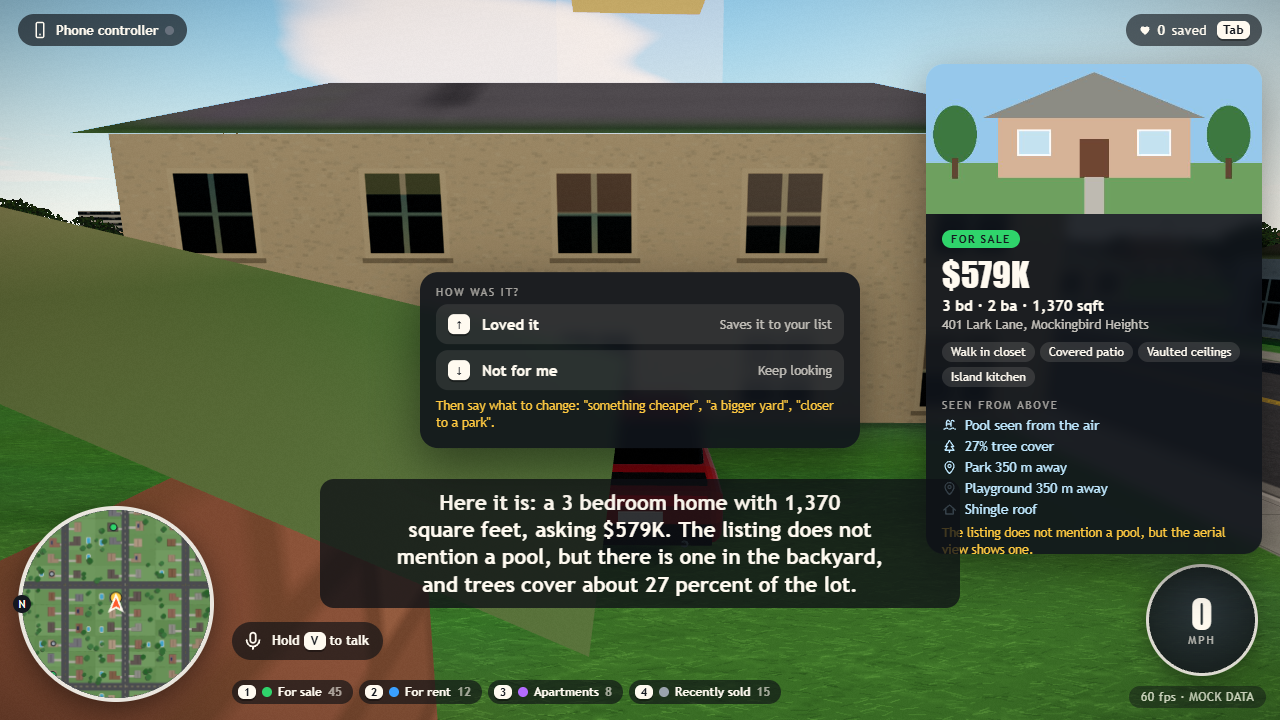 Phone controller
0 saved Tab
FOR SALE
$579K
3 bd · 2 ba · 1,370 sqft
401 Lark Lane, Mockingbird Heights
Walk in closet Covered patio Vaulted ceilings
Island kitchen
SEEN FROM ABOVE
Pool seen from the air
27% tree cover
Park 350 m away
Playground 350 m away
Shingle roof
The listing does not mention a pool, but the aerial
view shows one.
HOW WAS IT?
↑ Loved it Saves it to your list
↓ Not for me Keep looking
Then say what to change: "something cheaper", "a bigger yard", "closer
to a park".
Here it is: a 3 bedroom home with 1,370
square feet, asking $579K. The listing does not
mention a pool, but there is one in the backyard,
and trees cover about 27 percent of the lot.
N
Hold V to talk
1 For sale 45 2 For rent 12 3 Apartments 8 4 Recently sold 15
0
MPH
60 fps · MOCK DATA